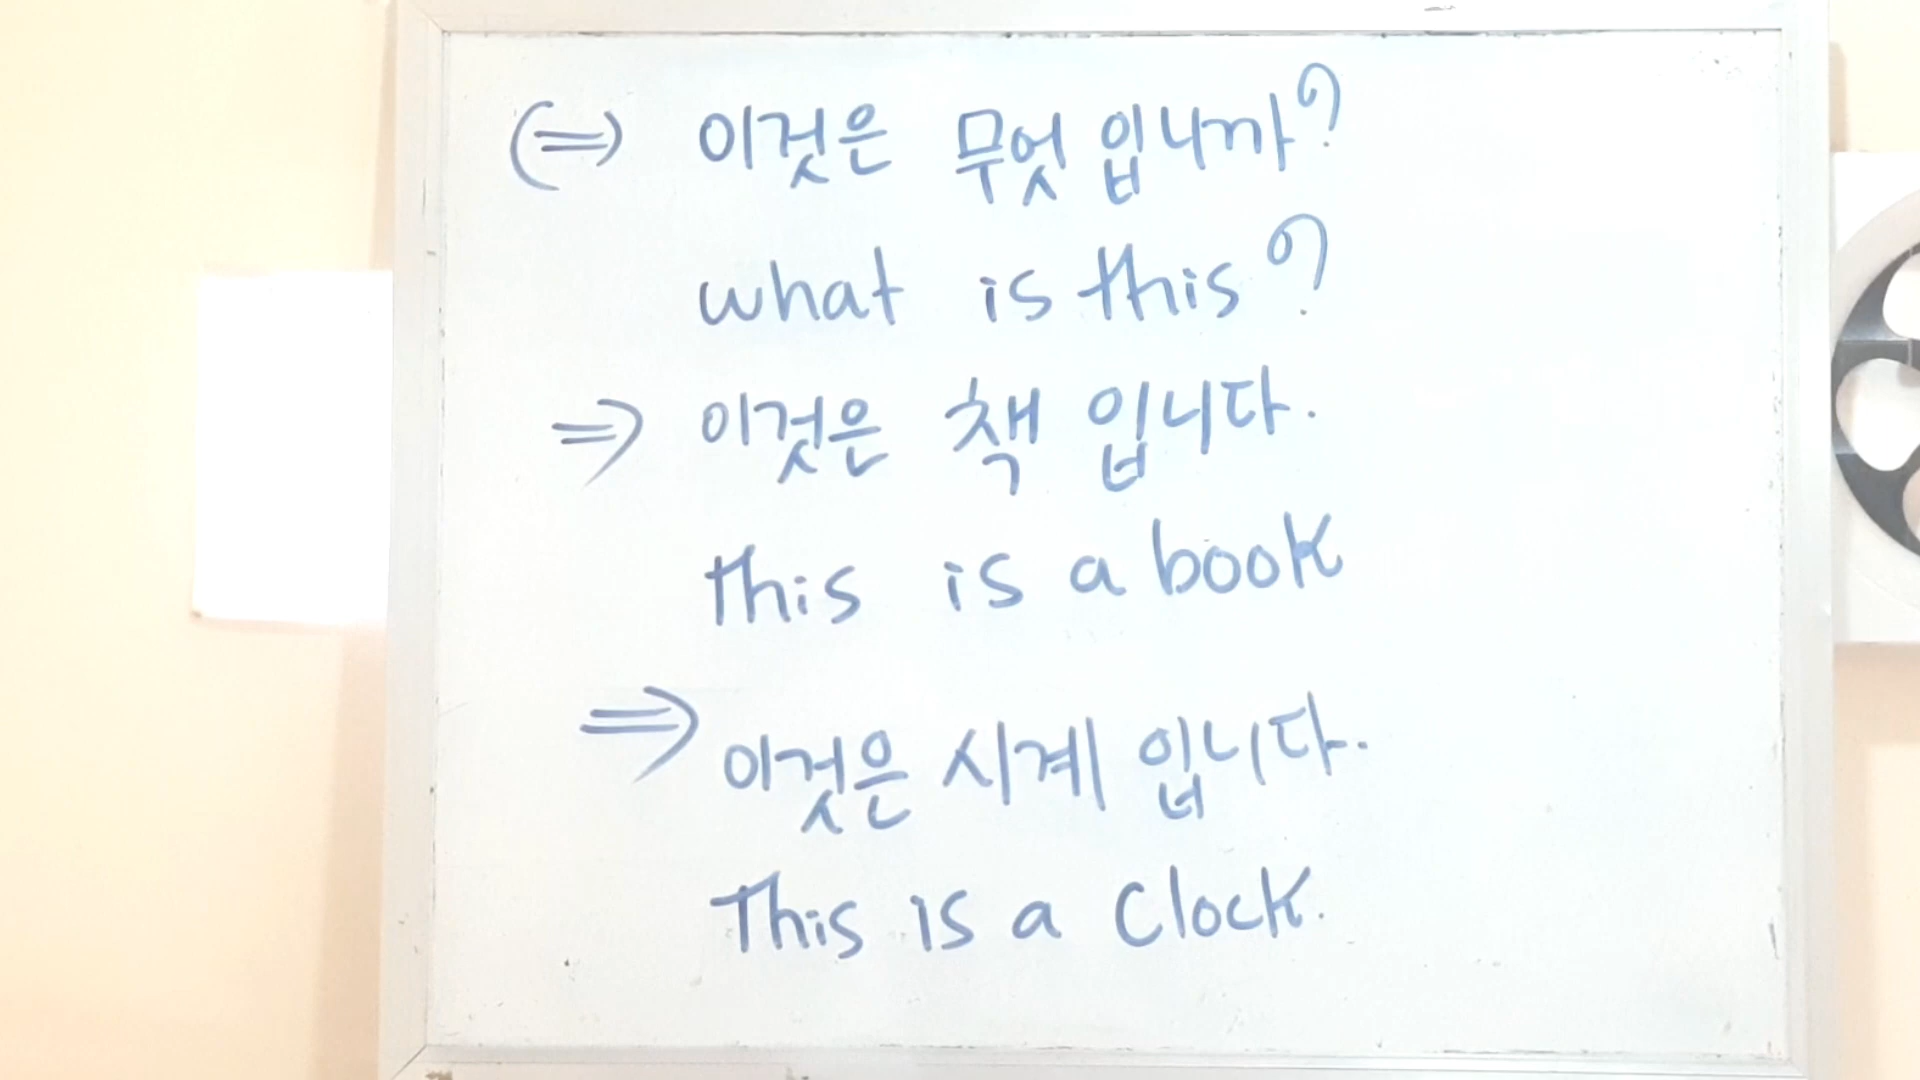 (⇒) 이것은 무엇 입니까?
what is this?
⇒ 이것은 책 입니다.
this is a book
⇒ 이것은 시계 입니다.
This is a Clock.